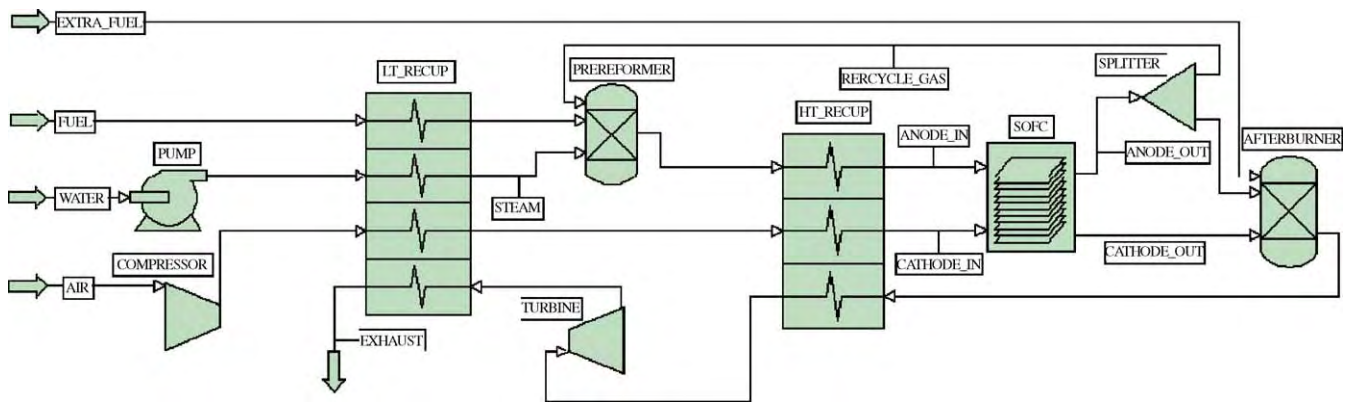 EXTRA_FUEL
LT_RECUP
PREREFORMER
RERCYCLE_GAS
SPLITTER
FUEL
HT_RECUP
ANODE_IN
SOFC
PUMP
ANODE_OUT
AFTERBURNER
WATER
STEAM
COMPRESSOR
CATHODE_IN
CATHODE_OUT
AIR
TURBINE
EXHAUST